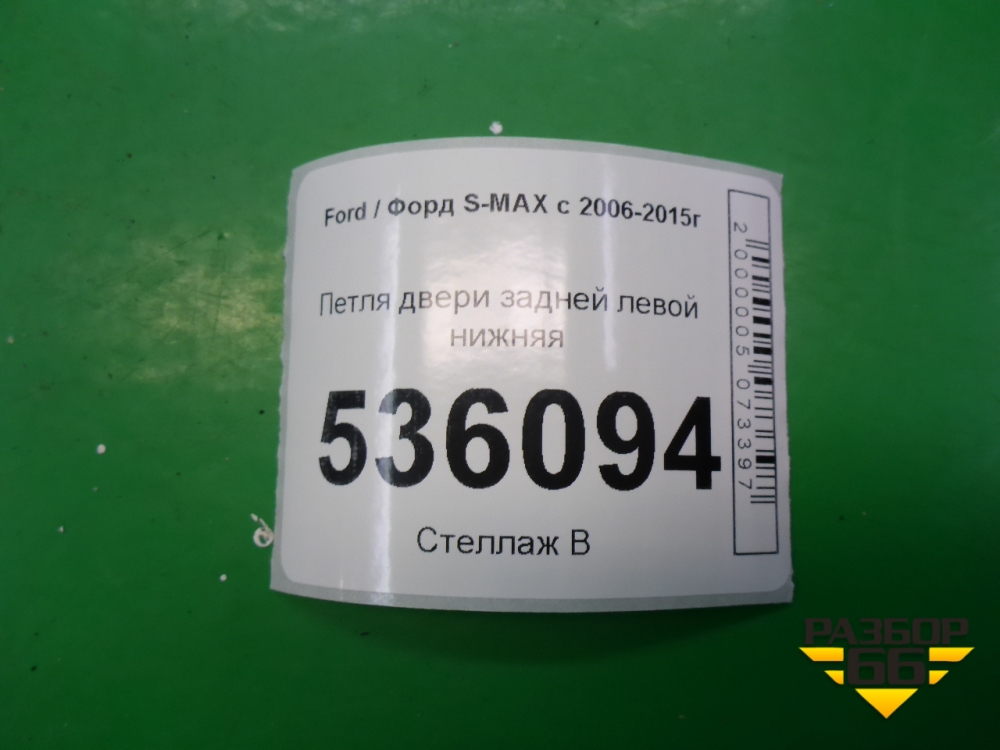 Ford / Форд S-MAX с 2006-2015г
Петля двери задней левой
нижняя
536094
Стеллаж В
2000005073397
РАЗБОР
66